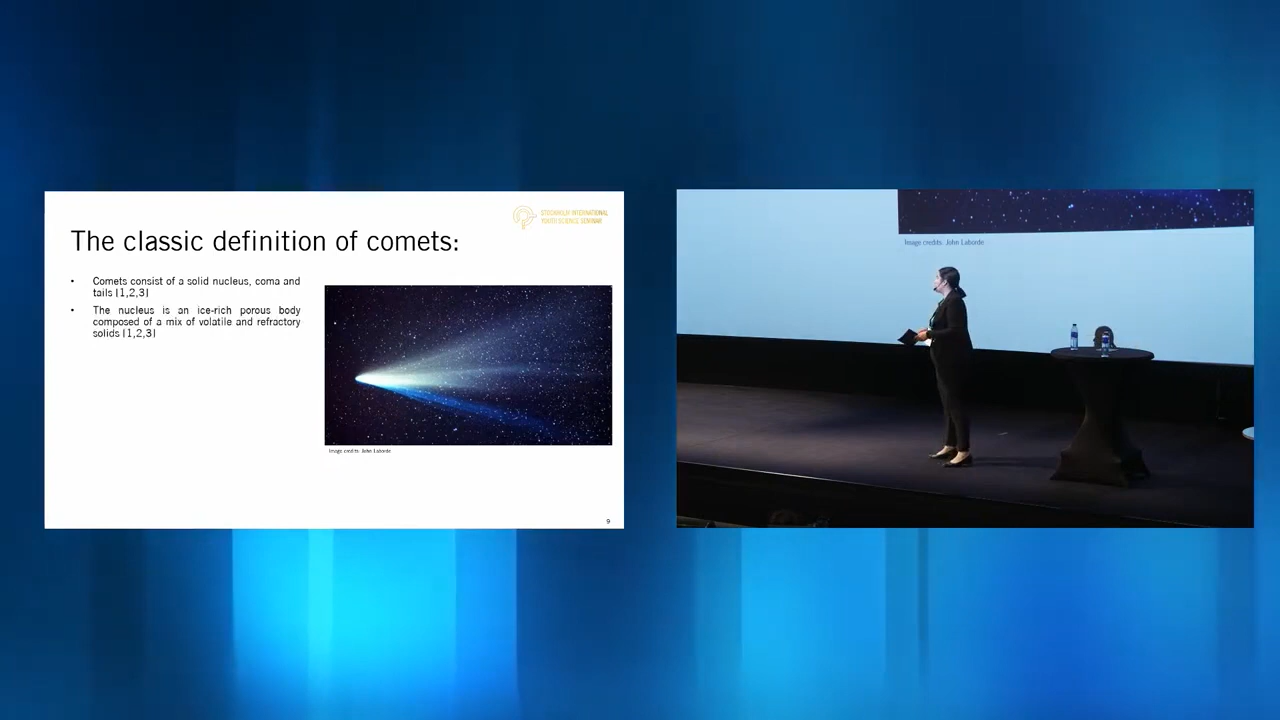 STOCKHOLM INTERNATIONAL
YOUTH SCIENCE SEMINAR
The classic definition of comets:
• Comets consist of a solid nucleus, coma and
tails [1,2,3]
• The nucleus is an ice-rich porous body
composed of a mix of volatile and refractory
solids [1,2,3]
Image credits: John Laborde
9
Image credits: John Laborde